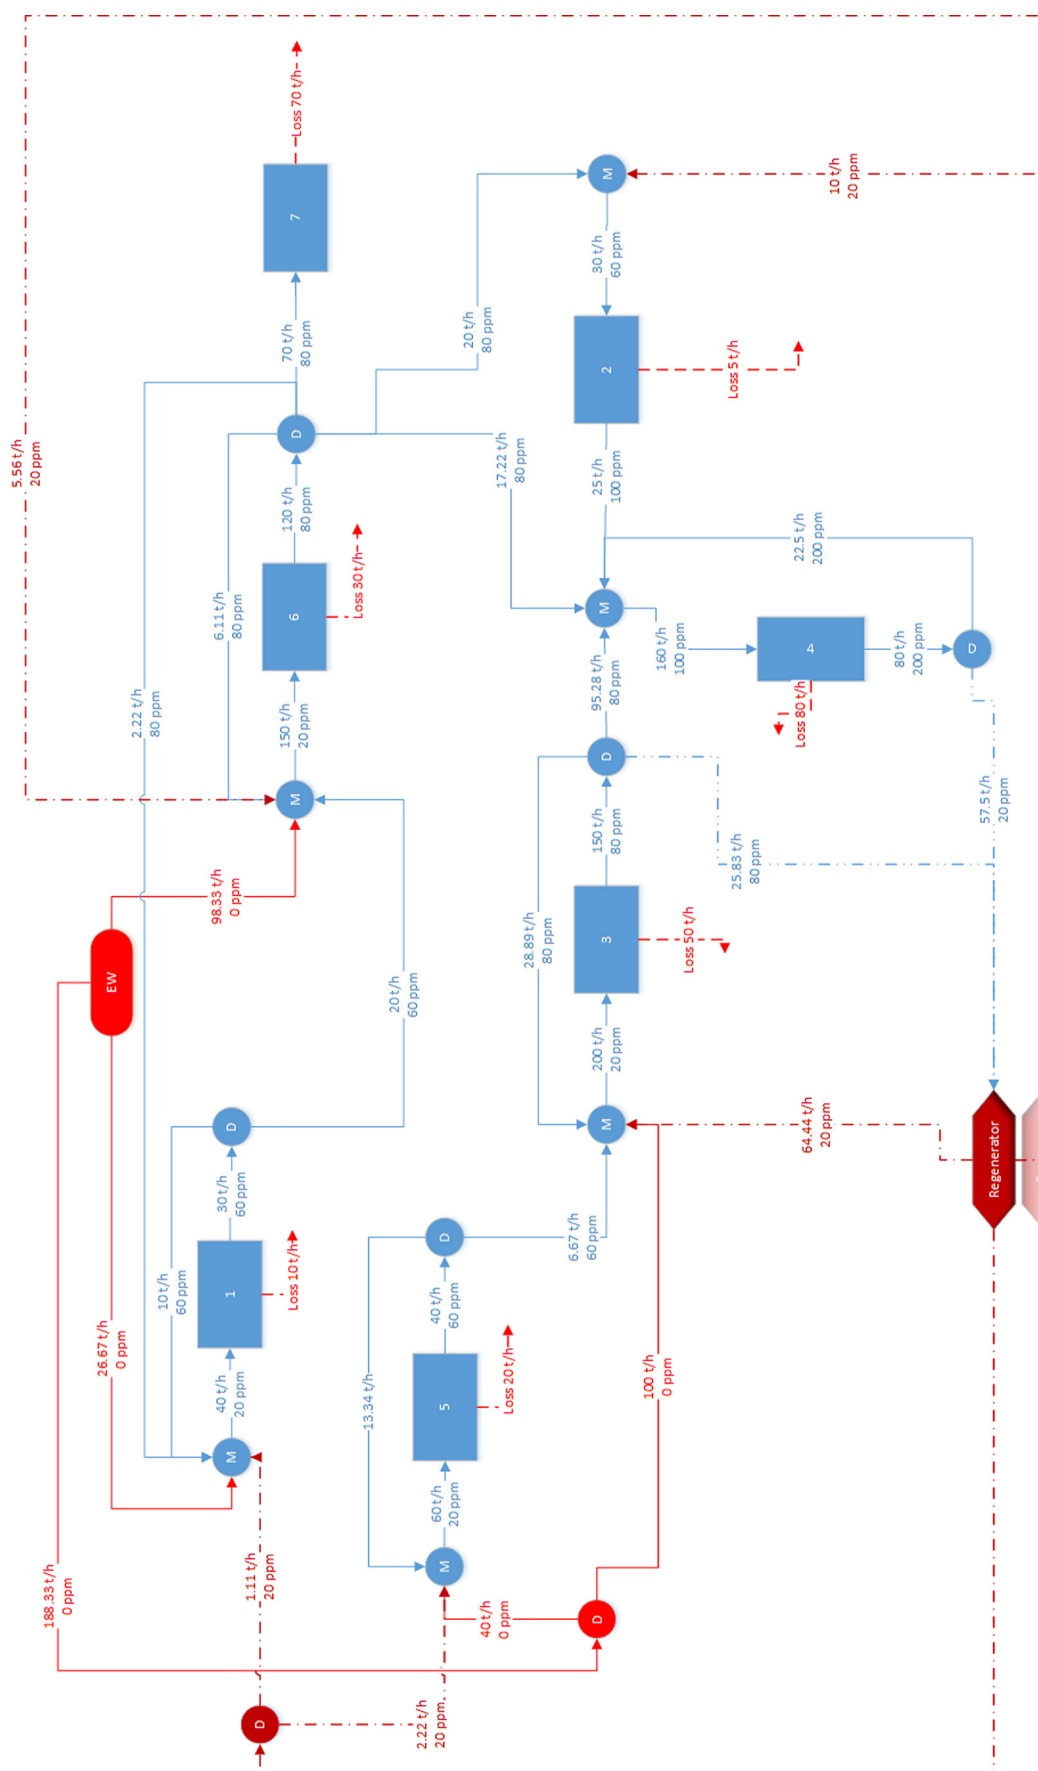 5.56 t/h
20 ppm
188.33 t/h
0 ppm
26.67 t/h
0 ppm
EW
2.22 t/h
80 ppm
10 t/h
60 ppm
98.33 t/h
0 ppm
6.11 t/h
80 ppm
M
40 t/h
20 ppm
1
30 t/h
60 ppm
D
Loss 10 t/h
D
1.11 t/h
20 ppm
M
150 t/h
20 ppm
6
120 t/h
80 ppm
D
70 t/h
80 ppm
7
Loss 70 t/h
Loss 30 t/h
20 t/h
60 ppm
13.34 t/h
2.22 t/h
20 ppm
M
60 t/h
20 ppm
5
40 t/h
60 ppm
D
Loss 20 t/h
40 t/h
0 ppm
20 t/h
80 ppm
17.22 t/h
80 ppm
28.89 t/h
80 ppm
6.67 t/h
60 ppm
D
M
200 t/h
20 ppm
3
150 t/h
80 ppm
D
95.28 t/h
80 ppm
M
25 t/h
100 ppm
2
30 t/h
60 ppm
M
100 t/h
0 ppm
Loss 50 t/h
160 t/h
100 ppm
Loss 5 t/h
25.83 t/h
80 ppm
Loss 80 t/h
4
22.5 t/h
200 ppm
64.44 t/h
20 ppm
10 t/h
20 ppm
80 t/h
200 ppm
D
57.5 t/h
20 ppm
Regenerator